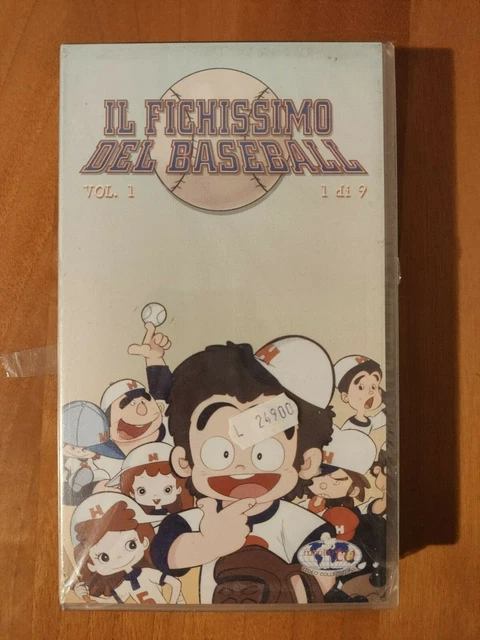 IL FICHISSIMO
DEL BASEBALL
VOL. 1
1 di 9
L. 24900
H
H
H
H
H
H